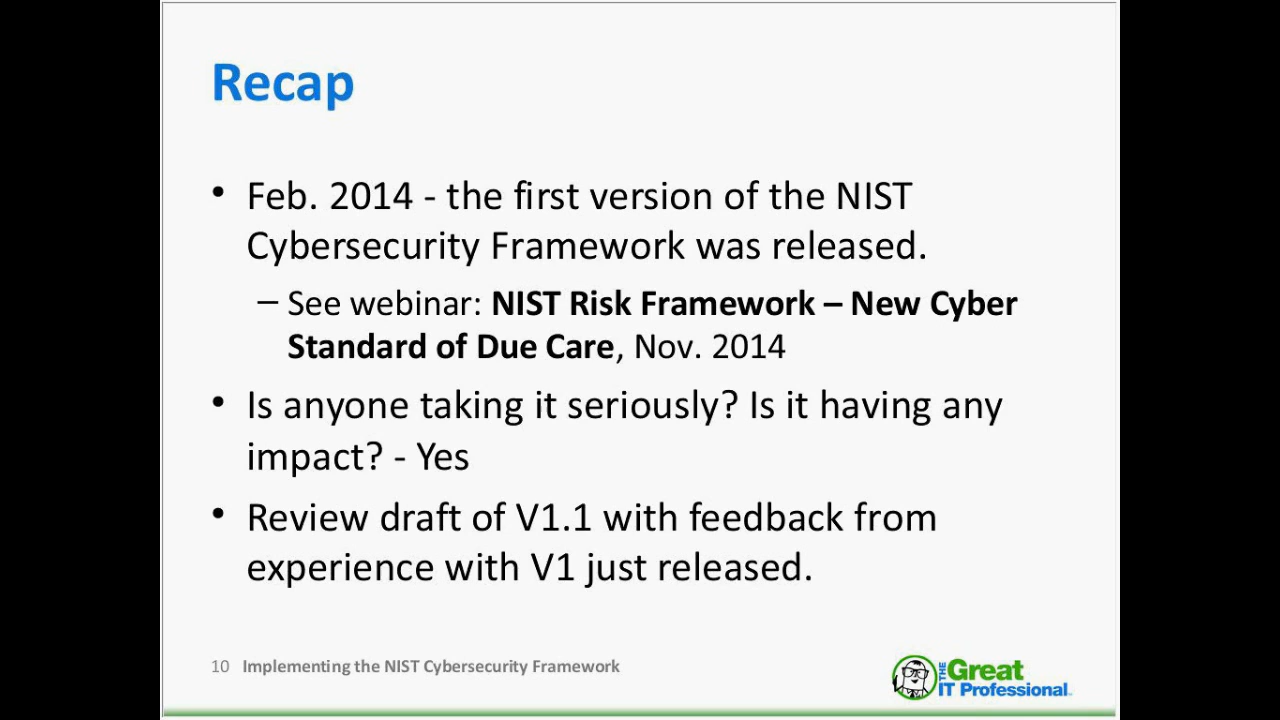 Recap
• Feb. 2014 - the first version of the NIST
Cybersecurity Framework was released.
– See webinar: NIST Risk Framework – New Cyber
Standard of Due Care, Nov. 2014
• Is anyone taking it seriously? Is it having any
impact? - Yes
• Review draft of V1.1 with feedback from
experience with V1 just released.
10 Implementing the NIST Cybersecurity Framework
THE Great
IT Professional